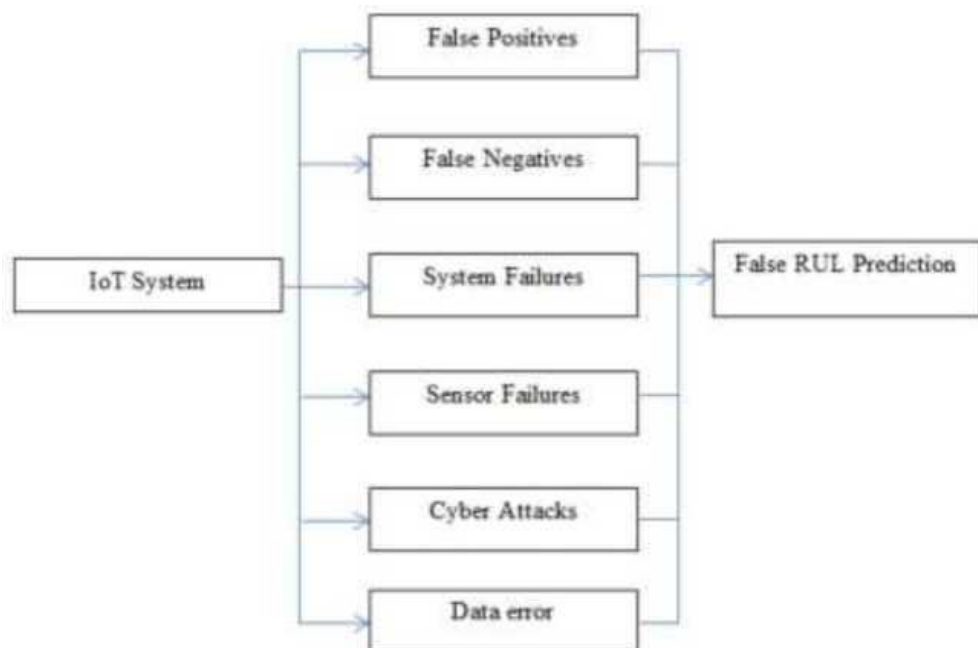 False Positives
False Negatives
IoT System
System Failures
False RUL Prediction
Sensor Failures
Cyber Attacks
Data error